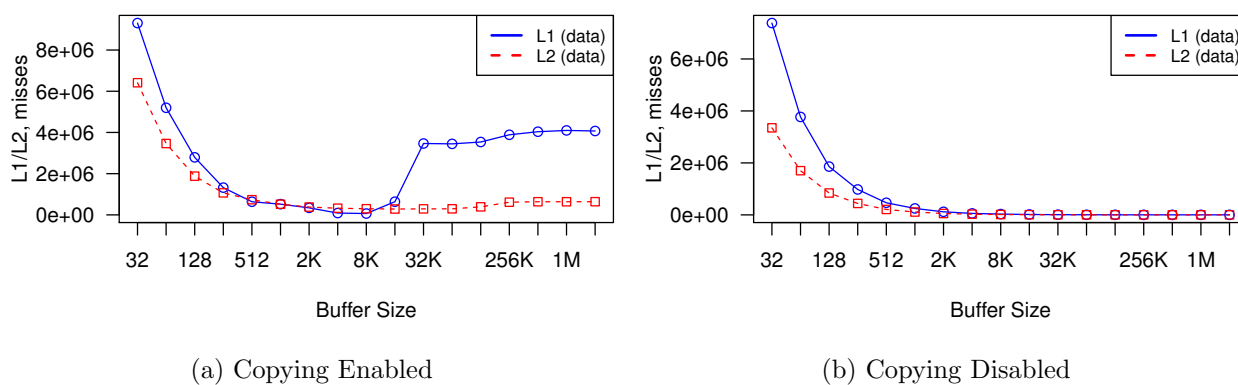 L1/L2, misses
8e+06
6e+06
4e+06
2e+06
0e+00
L1 (data)
L2 (data)
32 128 512 2K 8K 32K 256K 1M
Buffer Size
(a) Copying Enabled
L1/L2, misses
6e+06
4e+06
2e+06
0e+00
L1 (data)
L2 (data)
32 128 512 2K 8K 32K 256K 1M
Buffer Size
(b) Copying Disabled